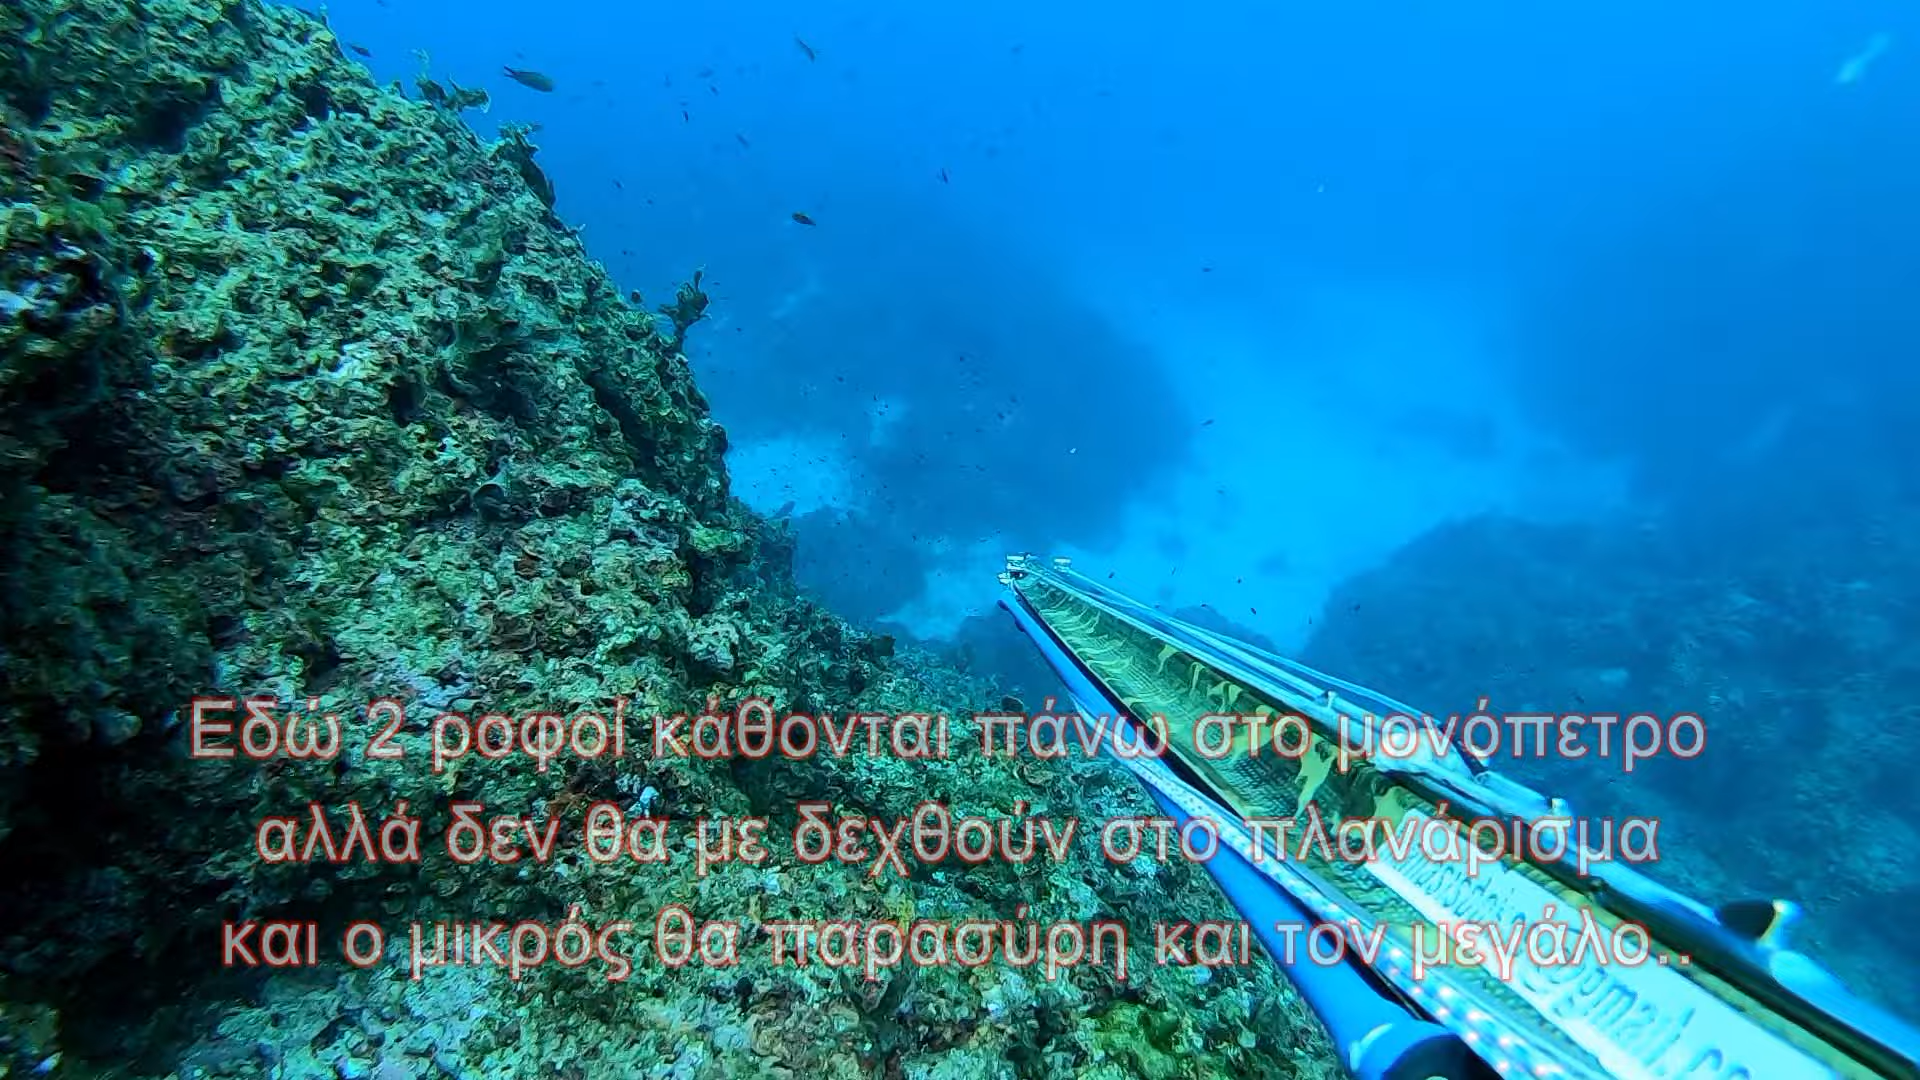 Εδώ 2 ροφοί κάθονται πάνω στο μονόπετρο
αλλά δεν θα με δεχθούν στο πλανάρισμα
και ο μικρός θα παρασύρη και τον μεγάλο..